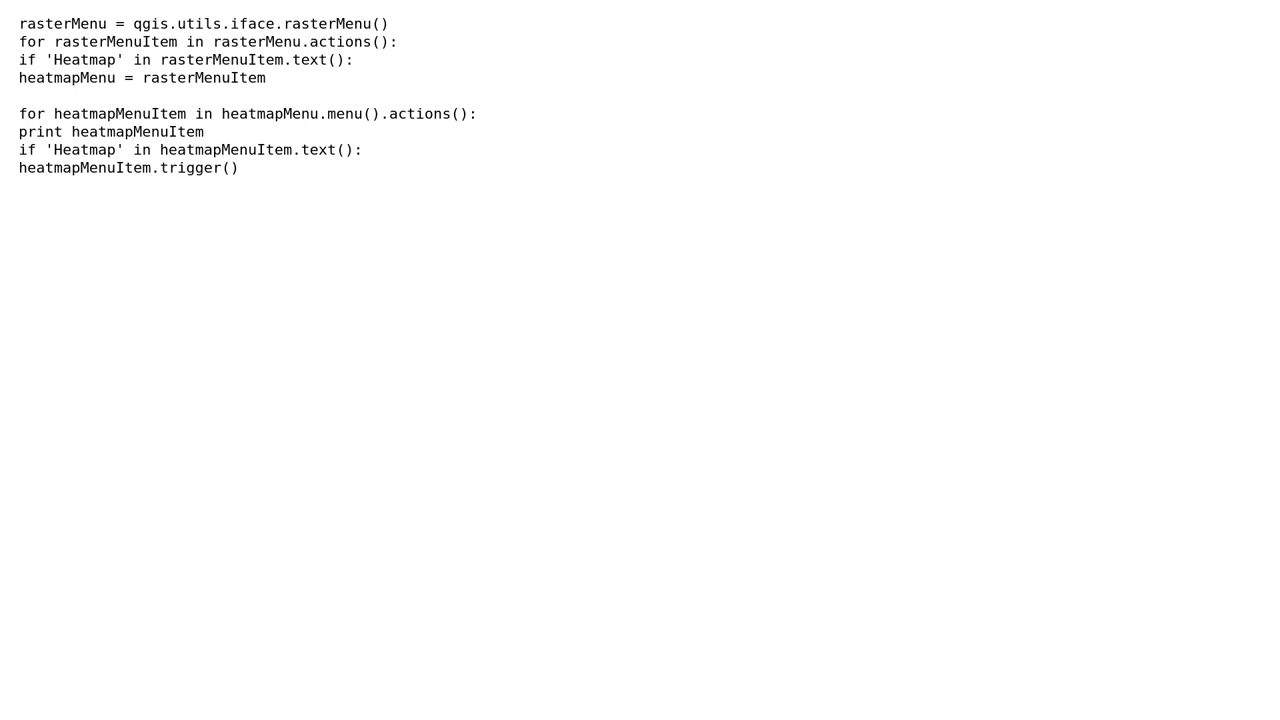 rasterMenu = qgis.utils.iface.rasterMenu()
for rasterMenuItem in rasterMenu.actions():
if 'Heatmap' in rasterMenuItem.text():
heatmapMenu = rasterMenuItem

for heatmapMenuItem in heatmapMenu.menu().actions():
print heatmapMenuItem
if 'Heatmap' in heatmapMenuItem.text():
heatmapMenuItem.trigger()